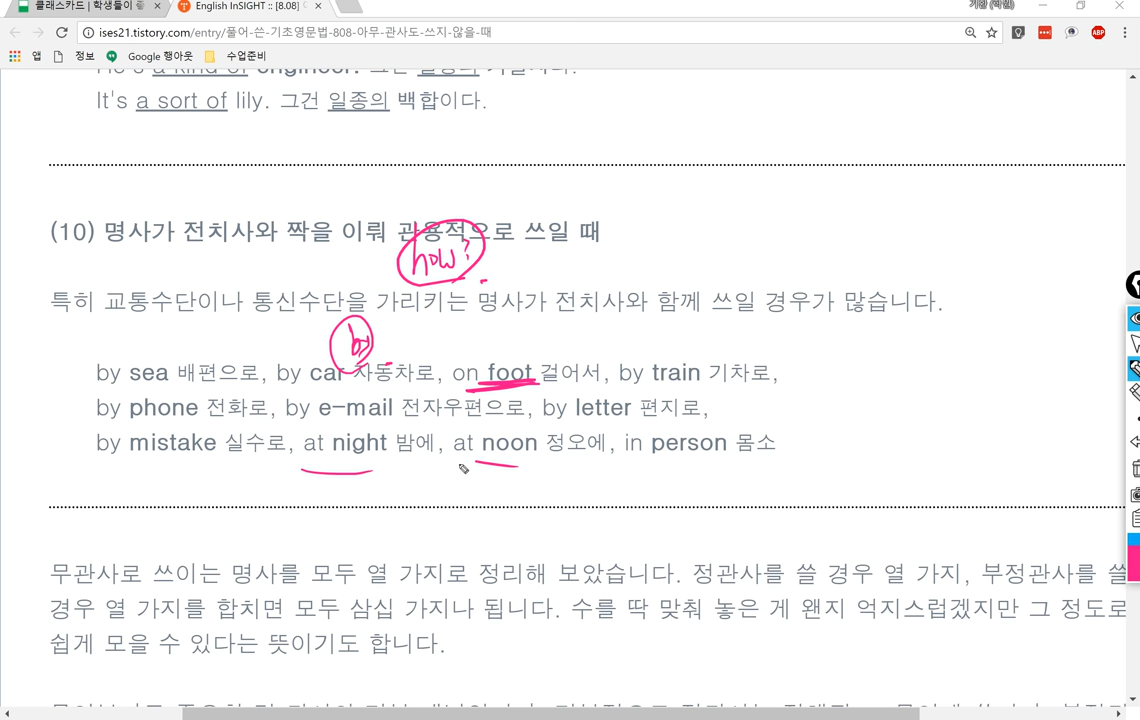 클래스카드 | 학생들이
English InSIGHT :: [8.08]
ises21.tistory.com/entry/풀어-쓴-기초영문법-808-아무-관사도-쓰지-않을-때
앱 정보 Google 행아웃 수업준비
It's a sort of lily. 그건 일종의 백합이다.
(10) 명사가 전치사와 짝을 이뤄 관용적으로 쓰일 때
how?
특히 교통수단이나 통신수단을 가리키는 명사가 전치사와 함께 쓰일 경우가 많습니다.
by
by sea 배편으로, by car 자동차로, on foot 걸어서, by train 기차로,
by phone 전화로, by e-mail 전자우편으로, by letter 편지로,
by mistake 실수로, at night 밤에, at noon 정오에, in person 몸소
무관사로 쓰이는 명사를 모두 열 가지로 정리해 보았습니다. 정관사를 쓸 경우 열 가지, 부정관사를 쓸
경우 열 가지를 합치면 모두 삼십 가지나 됩니다. 수를 딱 맞춰 놓은 게 왠지 억지스럽겠지만 그 정도로
쉽게 모을 수 있다는 뜻이기도 합니다.